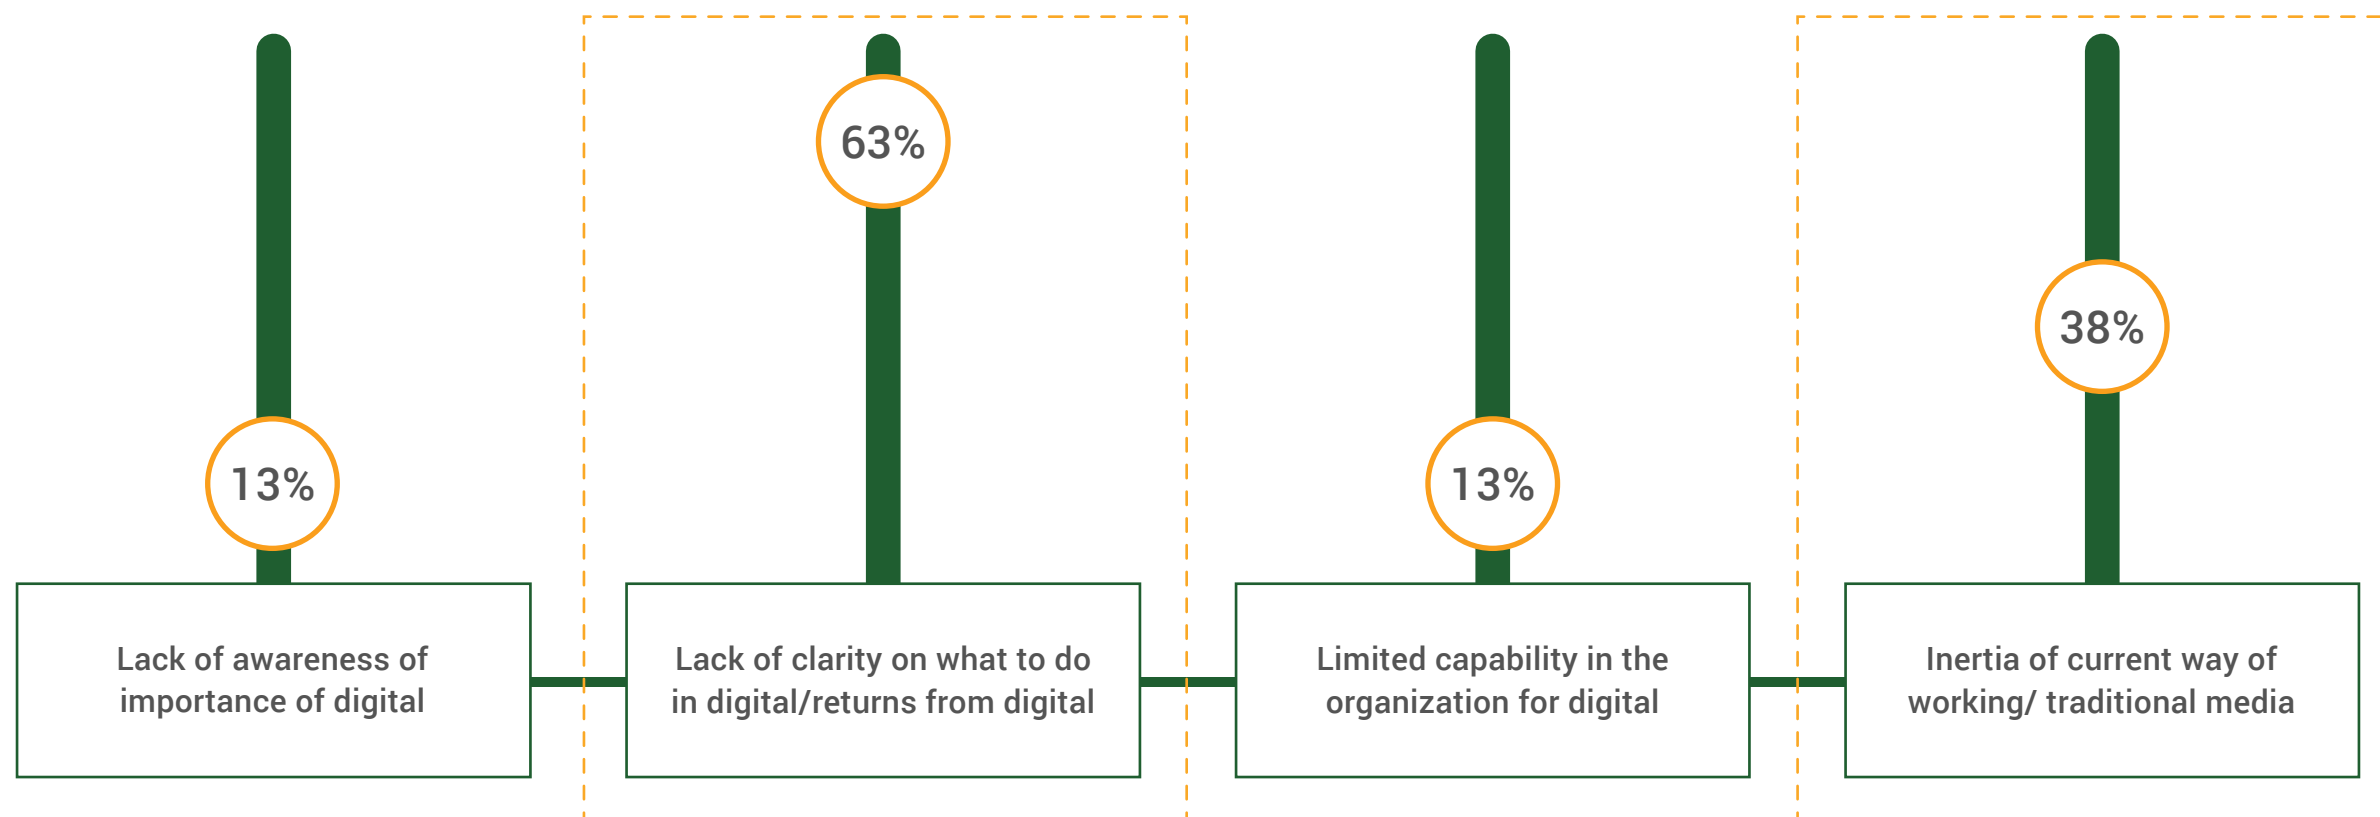 63%
38%
13%
13%
Lack of awareness of
importance of digital
Lack of clarity on what to do
in digital/returns from digital
Limited capability in the
organization for digital
Inertia of current way of
working/ traditional media